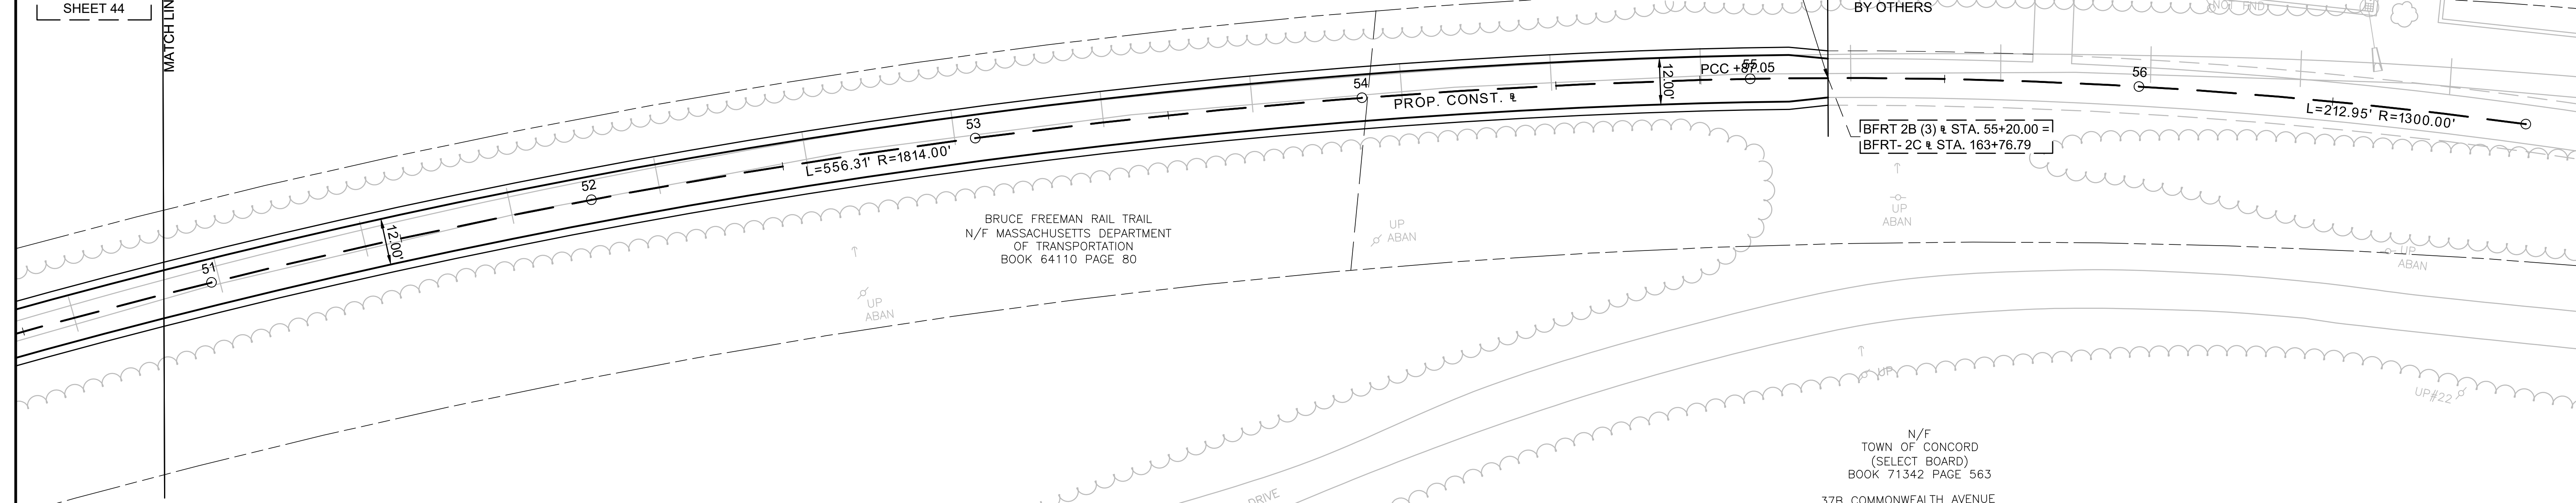 SHEET 44
MATCH LIN
BY OTHERS
(NOT FND)
51
52
53
54
55
56
12.00'
L=556.31' R=1814.00'
PROP. CONST. ℄
12.00'
PCC +87.05
L=212.95' R=1300.00'
BFRT 2B (3) ℄ STA. 55+20.00 =
BFRT- 2C ℄ STA. 163+76.79
BRUCE FREEMAN RAIL TRAIL
N/F MASSACHUSETTS DEPARTMENT
OF TRANSPORTATION
BOOK 64110 PAGE 80
UP
ABAN
UP
ABAN
UP
ABAN
UP
ABAN
UP
UP#22
DRIVE
N/F
TOWN OF CONCORD
(SELECT BOARD)
BOOK 71342 PAGE 563
37B COMMONWEALTH AVENUE